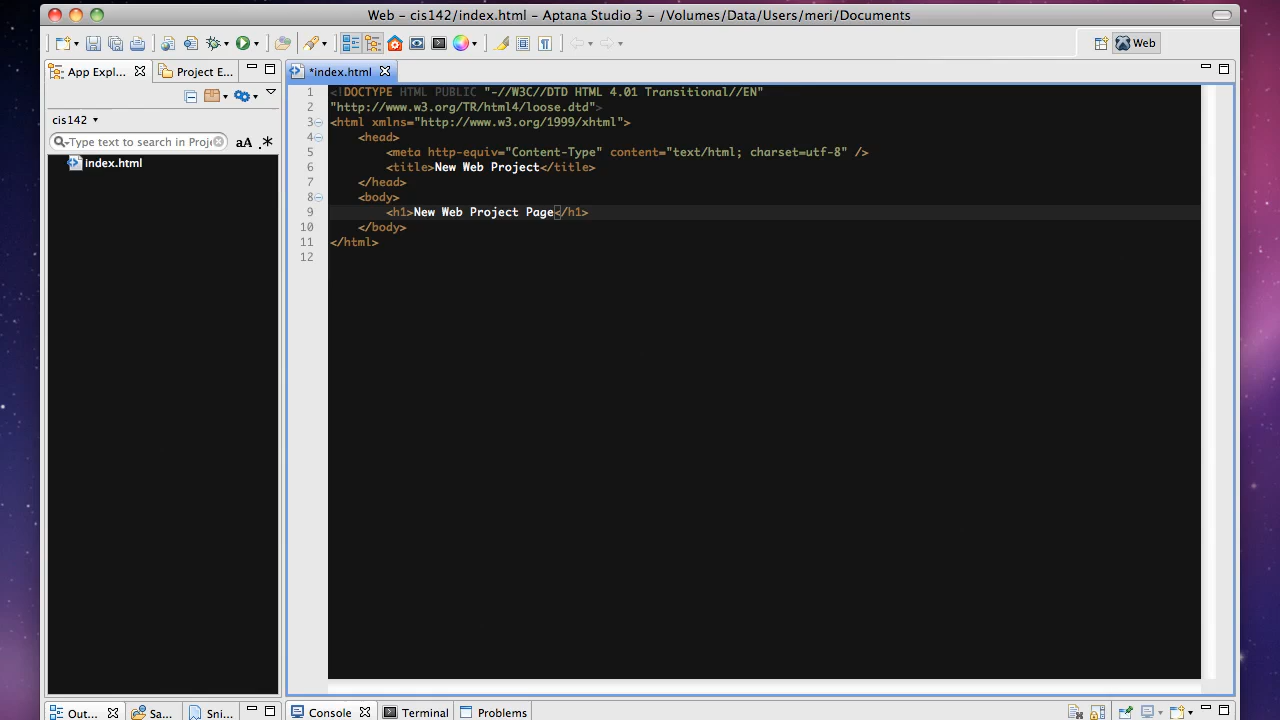 Web - cis142/index.html - Aptana Studio 3 - /Volumes/Data/Users/meri/Documents
Web
App Expl...
Project E...
*index.html
cis142
Type text to search in Proje
aA .*
index.html
1 <!DOCTYPE HTML PUBLIC "-//W3C//DTD HTML 4.01 Transitional//EN"
2 "http://www.w3.org/TR/html4/loose.dtd">
3 <html xmlns="http://www.w3.org/1999/xhtml">
4 <head>
5 <meta http-equiv="Content-Type" content="text/html; charset=utf-8" />
6 <title>New Web Project</title>
7 </head>
8 <body>
9 <h1>New Web Project Page</h1>
10 </body>
11 </html>
12
Out...
Sa...
Sni...
Console
Terminal
Problems